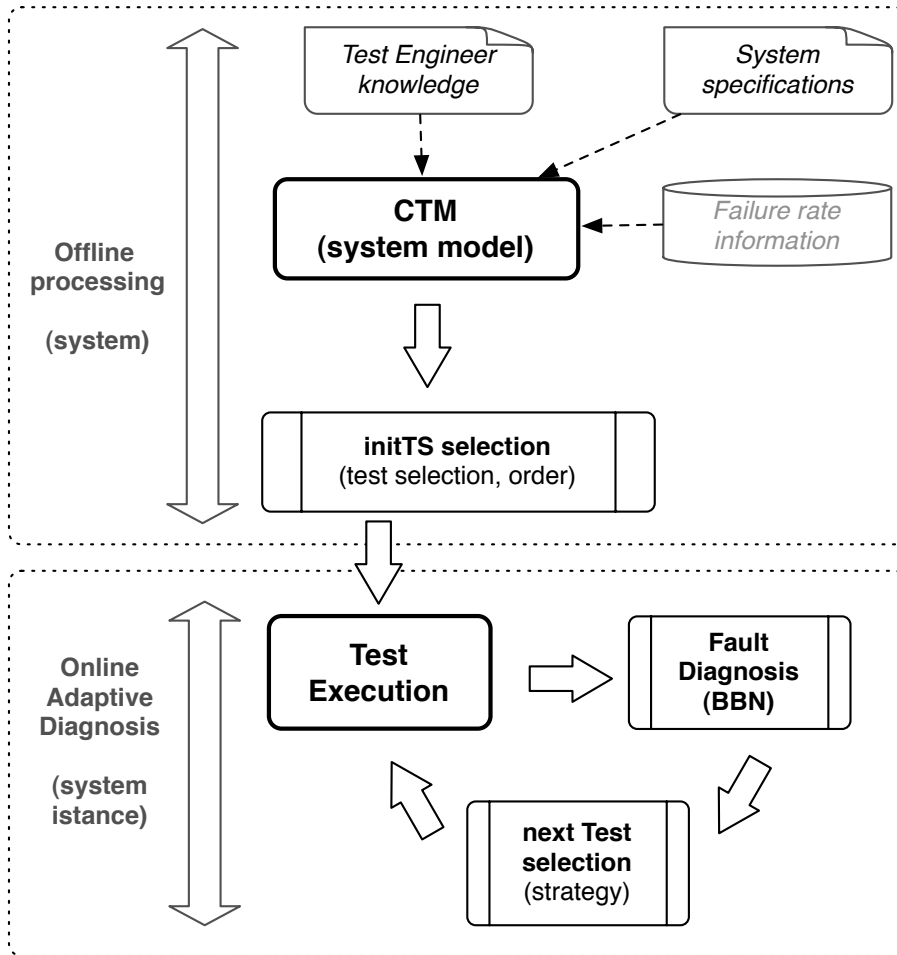 Test Engineer
knowledge
System
specifications
CTM
(system model)
Failure rate
information
Offline
processing
(system)
initTS selection
(test selection, order)
Online
Adaptive
Diagnosis
(system
istance)
Test
Execution
Fault
Diagnosis
(BBN)
next Test
selection
(strategy)